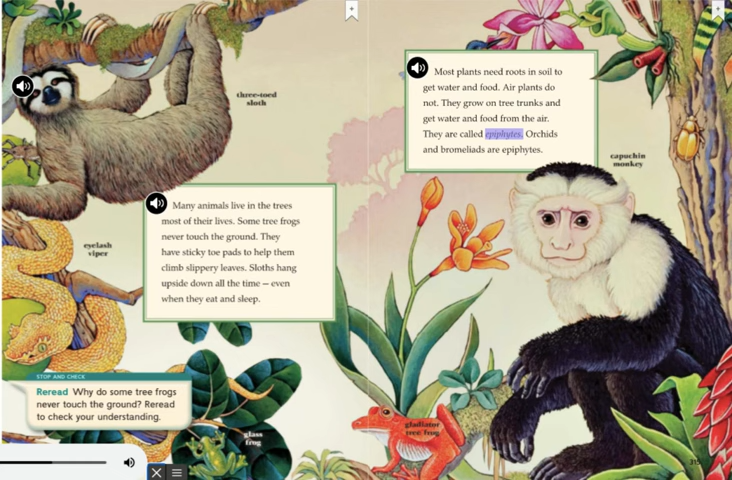 three-toed
sloth
Many animals live in the trees
most of their lives. Some tree frogs
never touch the ground. They
have sticky toe pads to help them
climb slippery leaves. Sloths hang
upside down all the time — even
when they eat and sleep.
eyelash
viper
STOP AND CHECK
Reread Why do some tree frogs
never touch the ground? Reread
to check your understanding.
glass
frog
Most plants need roots in soil to
get water and food. Air plants do
not. They grow on tree trunks and
get water and food from the air.
They are called epiphytes. Orchids
and bromeliads are epiphytes.
capuchin
monkey
gladiator
tree frog
315